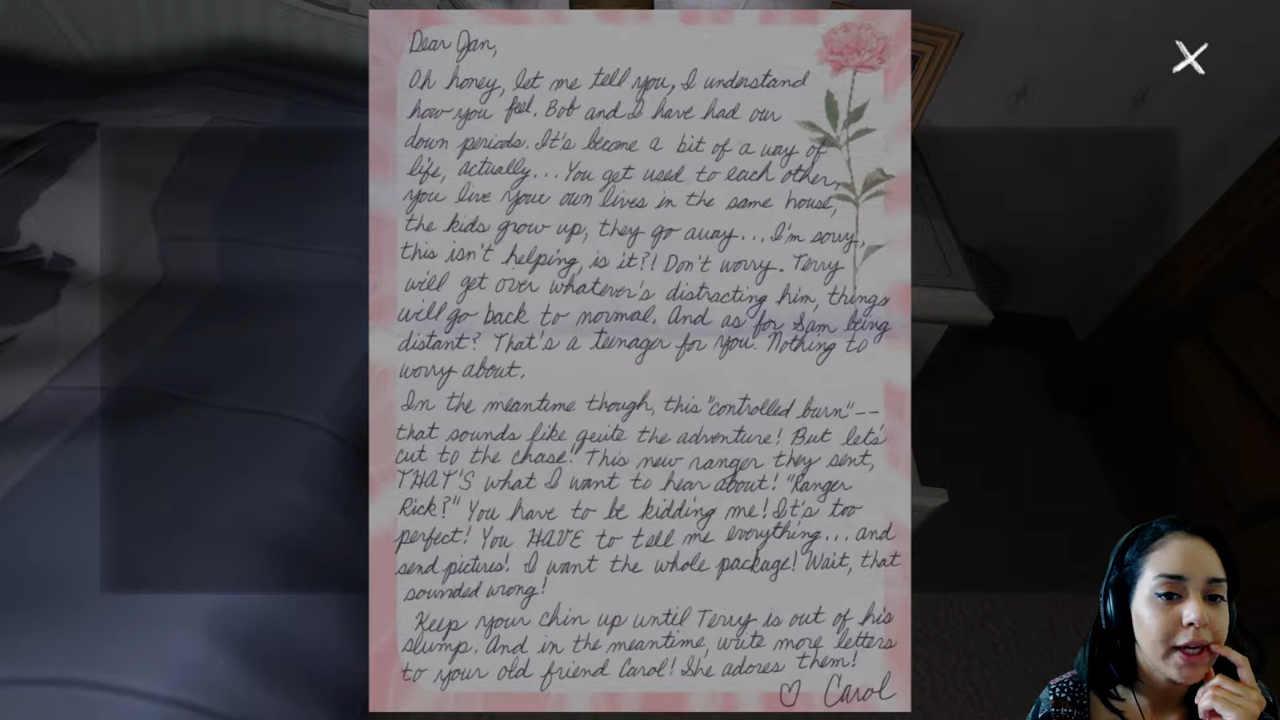 Dear Jan,
Oh honey, let me tell you, I understand
how you feel. Bob and I have had our
down periods. It's become a bit of a way of
life, actually... You get used to each other,
you live your own lives in the same house,
the kids grow up, they go away... I'm sorry,
this isn't helping, is it?! Don't worry. Terry
will get over whatever's distracting him, things
will go back to normal. And as for Sam being
distant? That's a teenager for you. Nothing to
worry about.
In the meantime though, this "controlled burn"--
that sounds like quite the adventure! But let's
cut to the chase! This new ranger they sent,
THAT'S what I want to hear about! "Ranger
Rick?" You have to be kidding me! It's too
perfect! You HAVE to tell me everything... and
send pictures! I want the whole package! Wait, that
sounded wrong!
Keep your chin up until Terry is out of his
slump. And in the meantime, write more letters
to your old friend Carol! She adores them!
♡ Carol